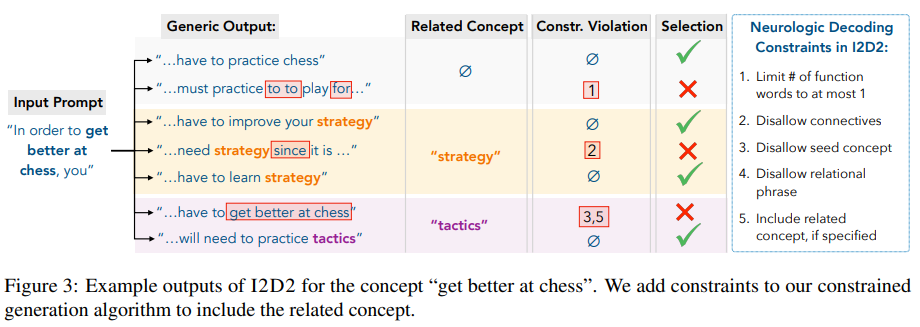 Generic Output: Related Concept Constr. Violation Selection
Input Prompt
“In order to get
better at
chess, you”
“...have to practice chess” ∅ ✓
∅
“...must practice to to play for...” 1 ✗
“...have to improve your strategy” ∅ ✓
“...need strategy since it is ...” “strategy” 2 ✗
“...have to learn strategy” ∅ ✓
“...have to get better at chess” 3,5 ✗
“tactics”
“...will need to practice tactics” ∅ ✓
Neurologic Decoding
Constraints in I2D2:
1. Limit # of function
words to at most 1
2. Disallow connectives
3. Disallow seed concept
4. Disallow relational
phrase
5. Include related
concept, if specified
Figure 3: Example outputs of I2D2 for the concept “get better at chess”. We add constraints to our constrained
generation algorithm to include the related concept.